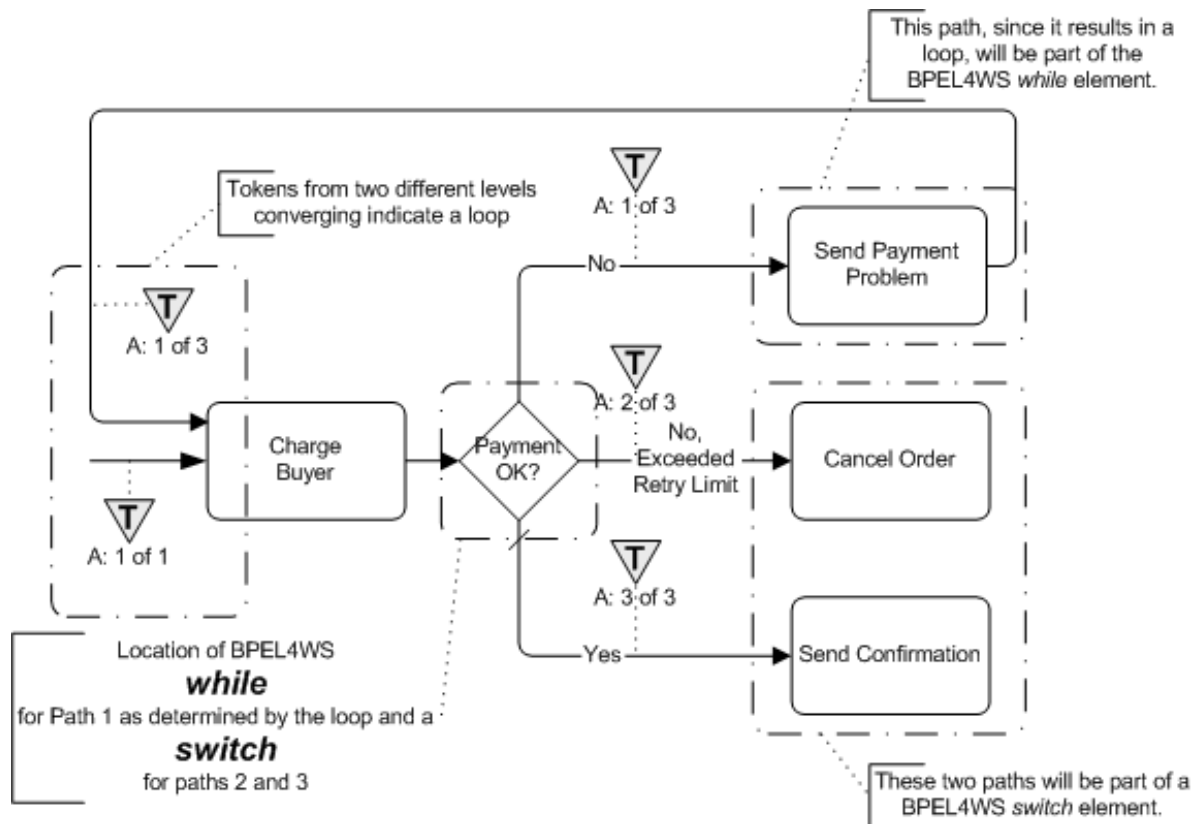 This path, since it results in a
loop, will be part of the
BPEL4WS while element.
T
A: 1 of 3
Tokens from two different levels
converging indicate a loop
No
Send Payment
Problem
T
A: 1 of 3
T
A: 2 of 3
Charge
Buyer
Payment
OK?
No,
Exceeded
Retry Limit
Cancel Order
T
A: 1 of 1
T
A: 3 of 3
Yes
Send Confirmation
Location of BPEL4WS
while
for Path 1 as determined by the loop and a
switch
for paths 2 and 3
These two paths will be part of a
BPEL4WS switch element.